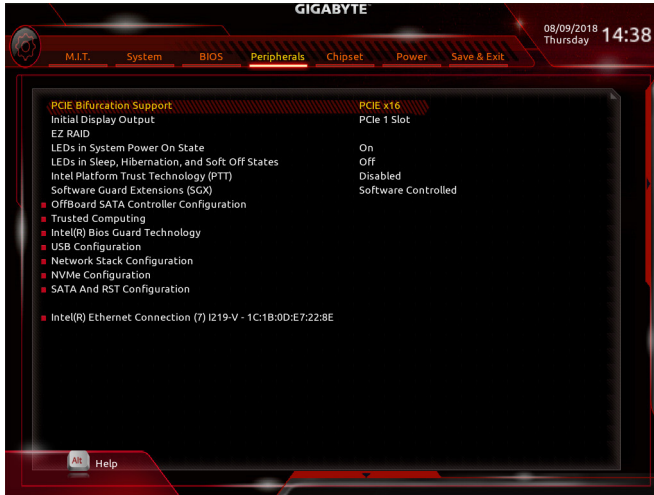 GIGABYTE
08/09/2018
Thursday
14:38
M.I.T. System BIOS Peripherals Chipset Power Save & Exit
PCIE Bifurcation Support PCIE x16
Initial Display Output PCIe 1 Slot
EZ RAID
LEDs in System Power On State On
LEDs in Sleep, Hibernation, and Soft Off States Off
Intel Platform Trust Technology (PTT) Disabled
Software Guard Extensions (SGX) Software Controlled
OffBoard SATA Controller Configuration
Trusted Computing
Intel(R) Bios Guard Technology
USB Configuration
Network Stack Configuration
NVMe Configuration
SATA And RST Configuration
Intel(R) Ethernet Connection (7) I219-V - 1C:1B:0D:E7:22:8E
Alt Help